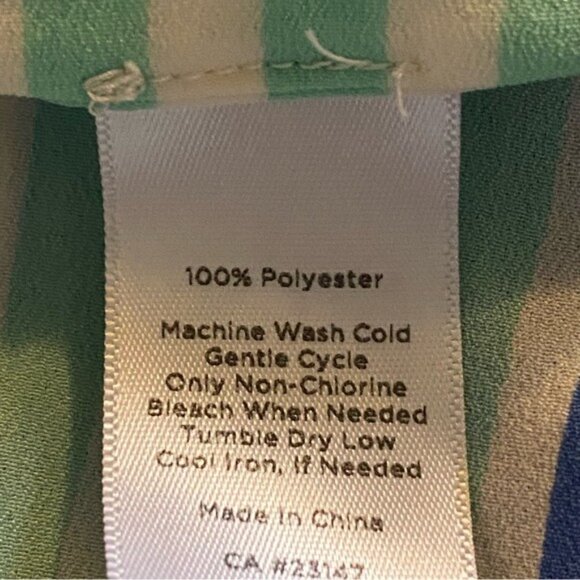 100% Polyester
Machine Wash Cold
Gentle Cycle
Only Non-Chlorine
Bleach When Needed
Tumble Dry Low
Cool Iron, If Needed
Made In China
CA #23147